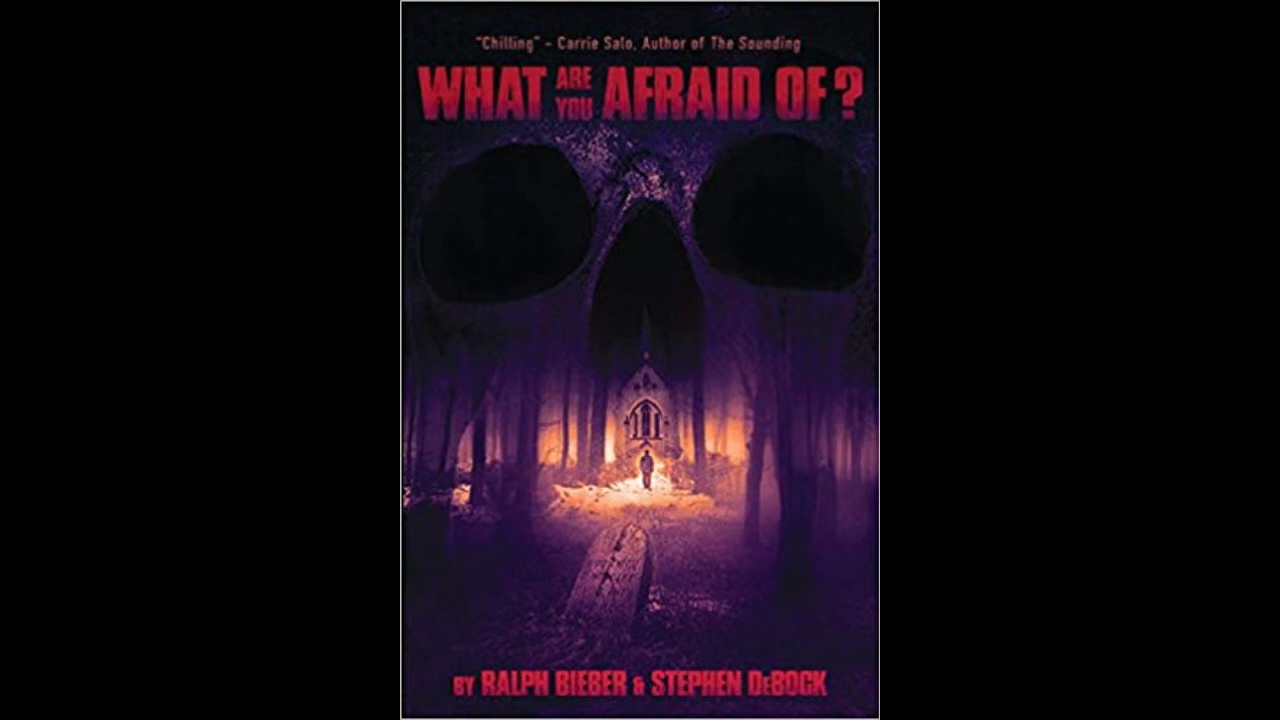 "Chilling" - Carrie Salo, Author of The Sounding
WHAT ARE YOU AFRAID OF?
BY RALPH BIEBER & STEPHEN DeBOCK